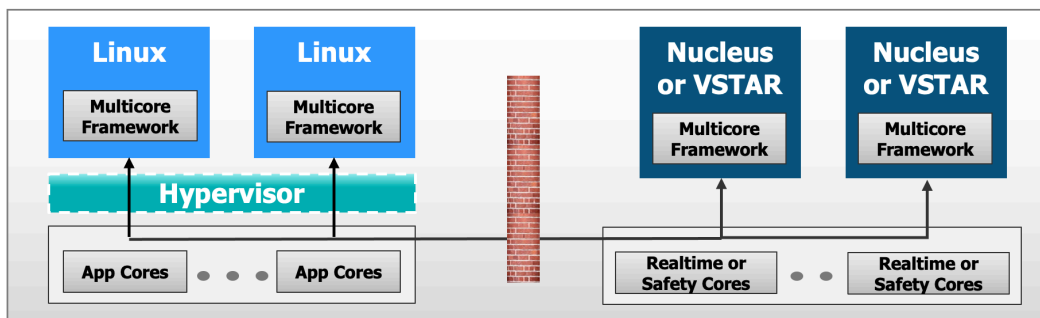 Linux
Multicore
Framework
Linux
Multicore
Framework
Nucleus
or VSTAR
Multicore
Framework
Nucleus
or VSTAR
Multicore
Framework
Hypervisor
App Cores
App Cores
Realtime or
Safety Cores
Realtime or
Safety Cores